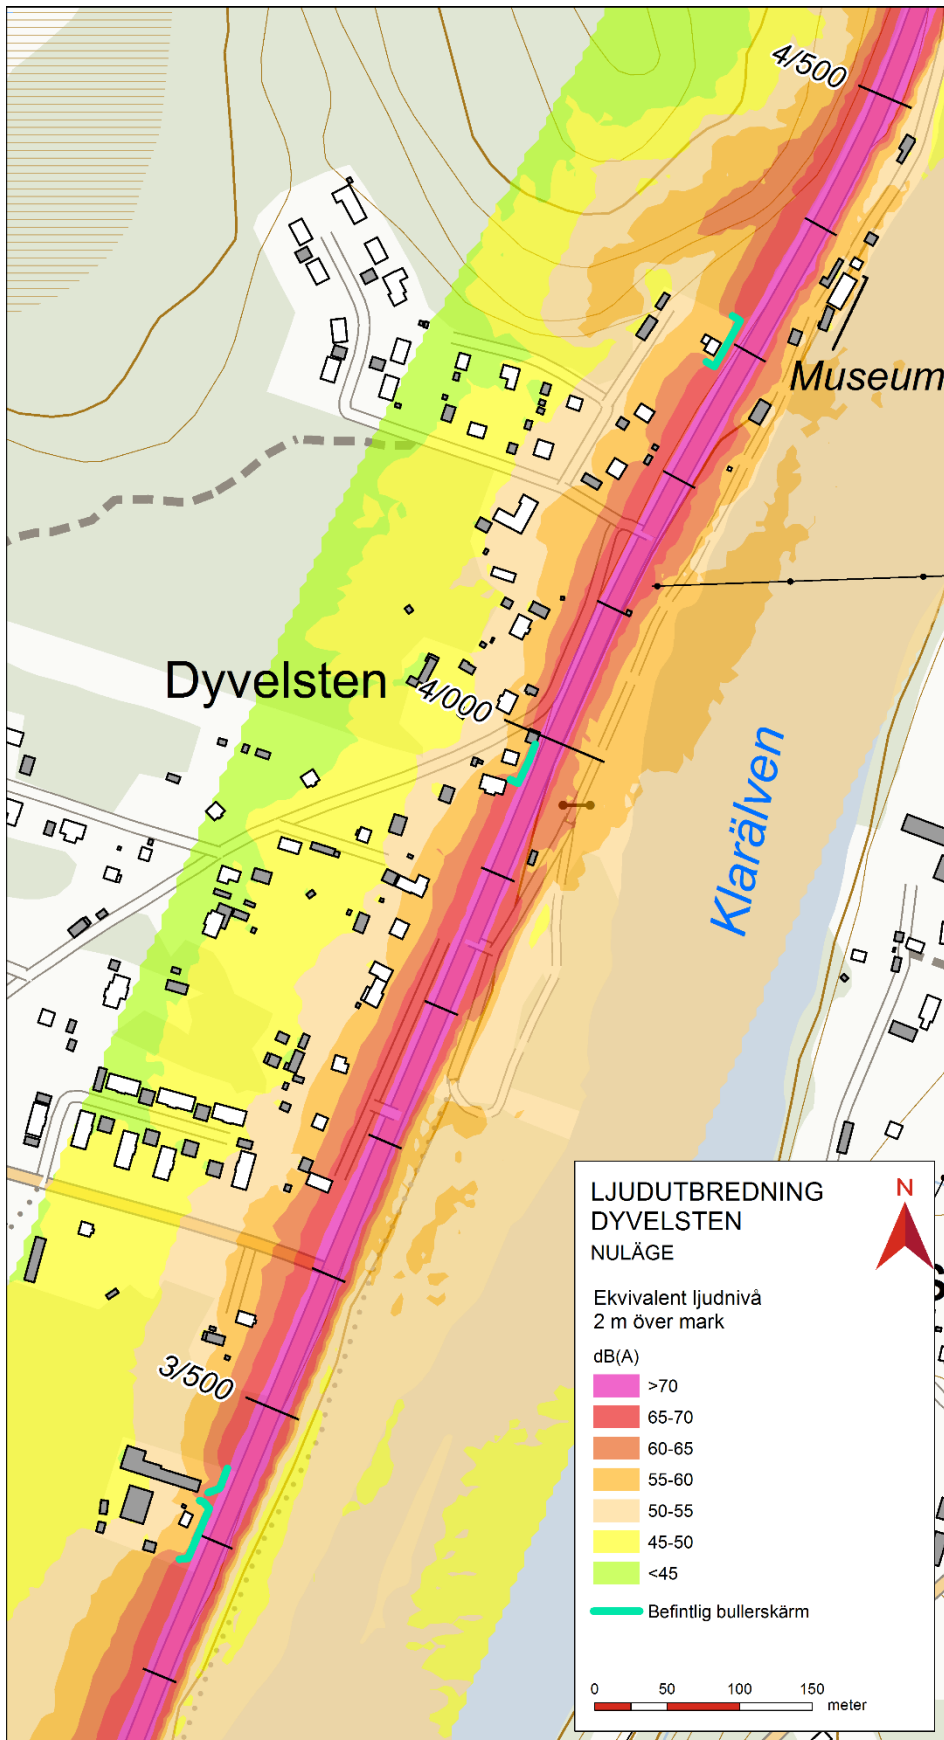 4/500
Museum
Dyvelsten
4/000
Klarälven
3/500
LJUDUTBREDNING
DYVELSTEN
NULÄGE
N
Ekvivalent ljudnivå
2 m över mark
dB(A)
>70
65-70
60-65
55-60
50-55
45-50
<45
Befintlig bullerskärm
0 50 100 150
meter